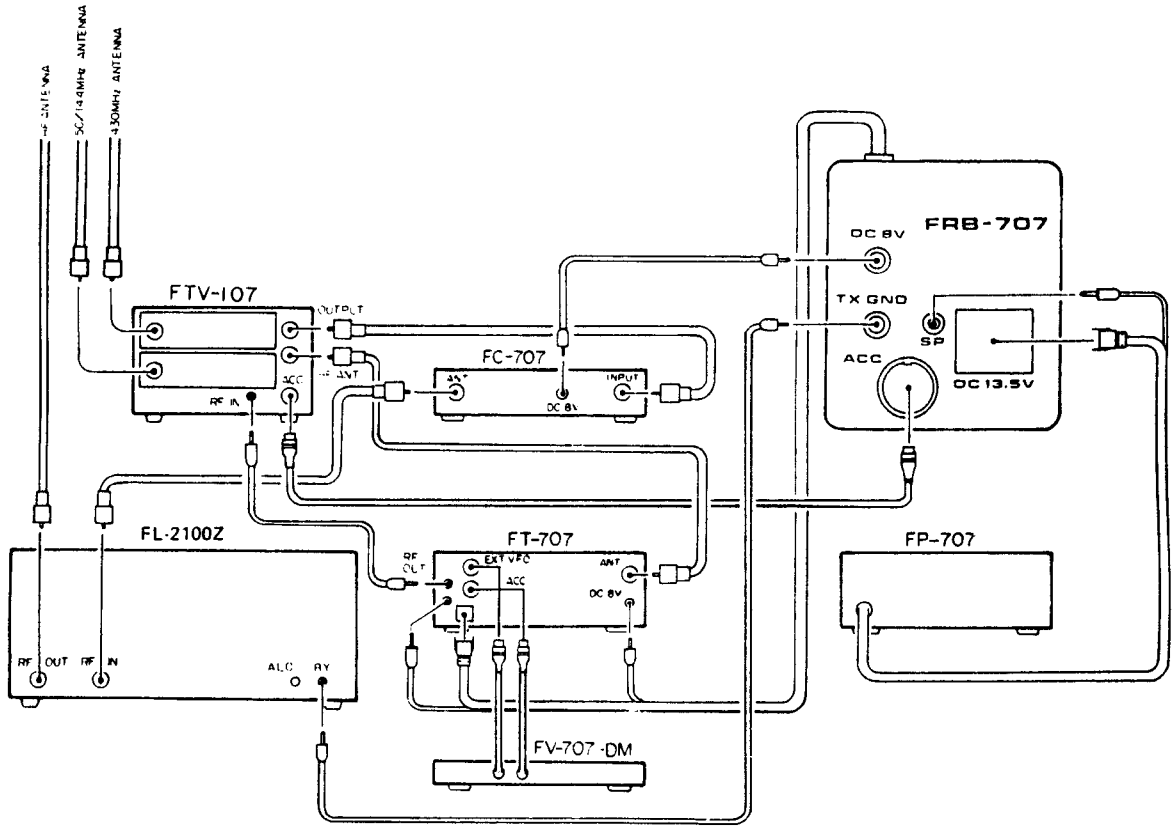 HF ANTENNA
50/144MHz ANTENNA
430MHz ANTENNA
FTV-107
OUTPUT
HF ANT
ACC
RF IN
FC-707
ANT
DC 8V
INPUT
FRB-707
DC 8V
TX GND
SP
ACC
DC 13.5V
FL-2100Z
RF OUT
RF IN
ALC
RY
FT-707
RF OUT
EXT VFO
ACC
ANT
DC 8V
FP-707
FV-707-DM